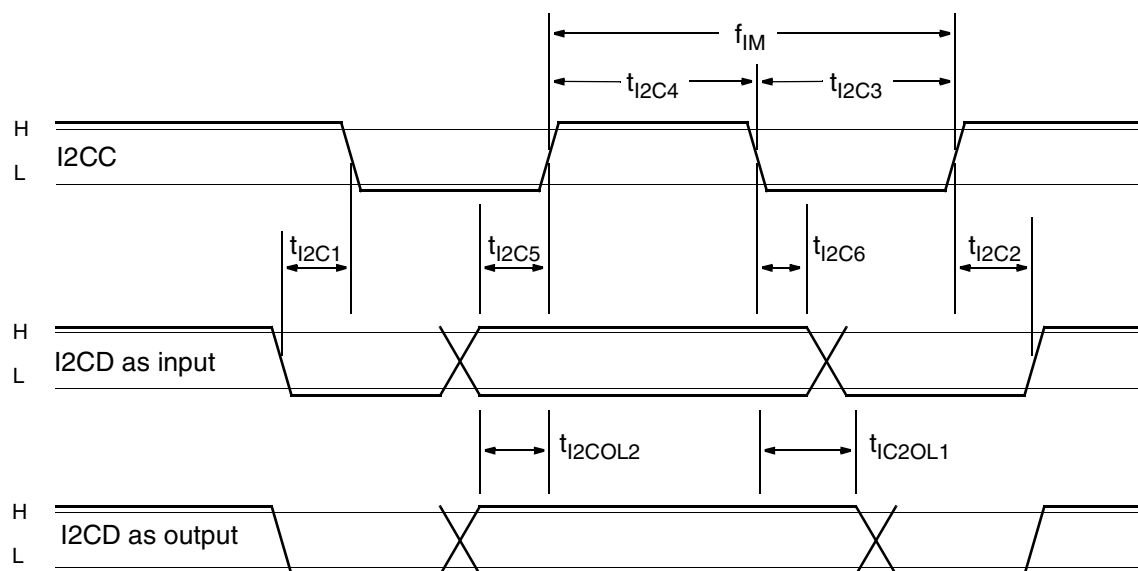 f_IM
t_I2C4 t_I2C3
H
I2CC
L
t_I2C1 t_I2C5 t_I2C6 t_I2C2
H
I2CD as input
L
t_I2COL2 t_IC2OL1
H
I2CD as output
L